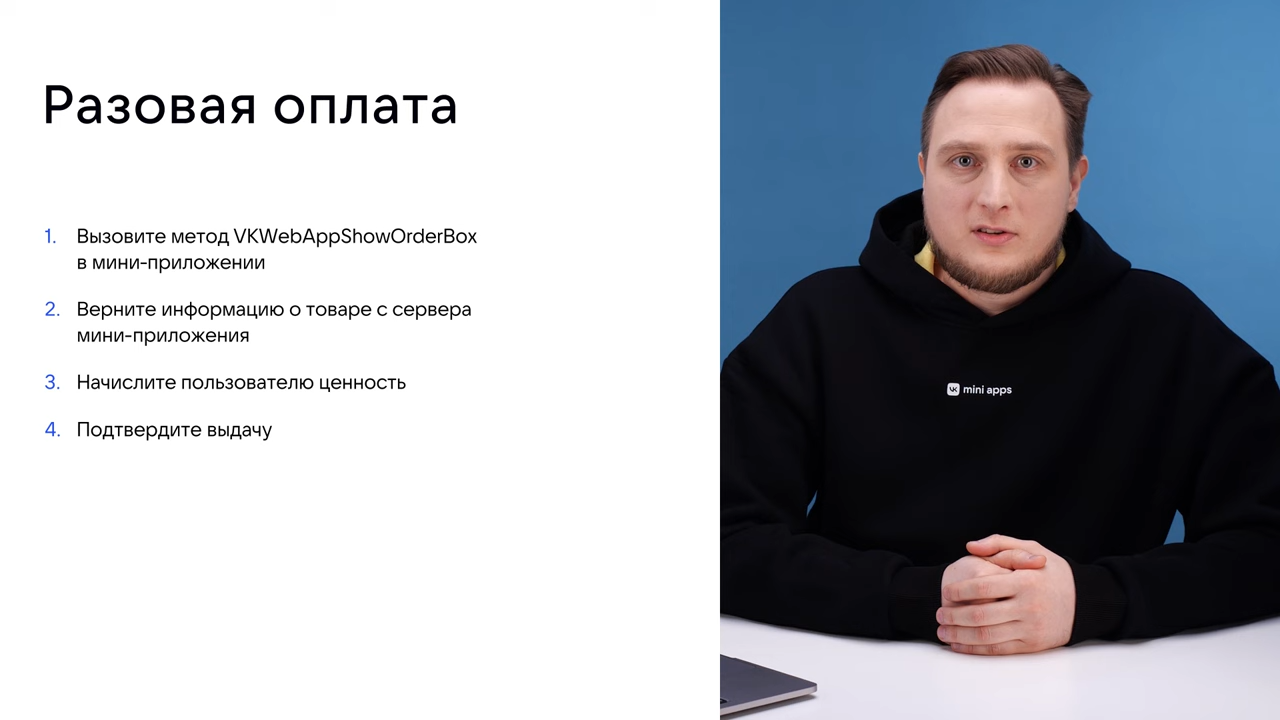 Разовая оплата
1. Вызовите метод VKWebAppShowOrderBox
в мини-приложении
2. Верните информацию о товаре с сервера
мини-приложения
3. Начислите пользователю ценность
4. Подтвердите выдачу
VK mini apps